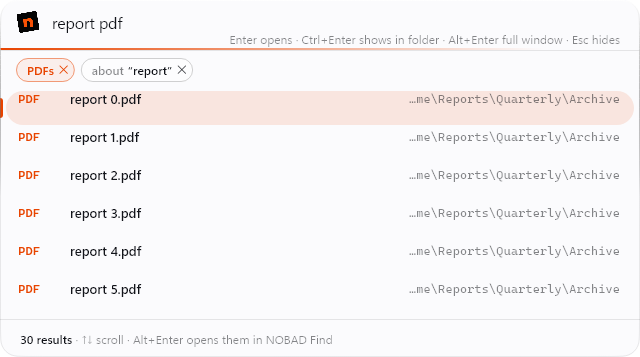 n report pdf
Enter opens · Ctrl+Enter shows in folder · Alt+Enter full window · Esc hides
PDFs × about “report” ×
PDF report 0.pdf …me\Reports\Quarterly\Archive
PDF report 1.pdf …me\Reports\Quarterly\Archive
PDF report 2.pdf …me\Reports\Quarterly\Archive
PDF report 3.pdf …me\Reports\Quarterly\Archive
PDF report 4.pdf …me\Reports\Quarterly\Archive
PDF report 5.pdf …me\Reports\Quarterly\Archive
30 results · ↑↓ scroll · Alt+Enter opens them in NOBAD Find